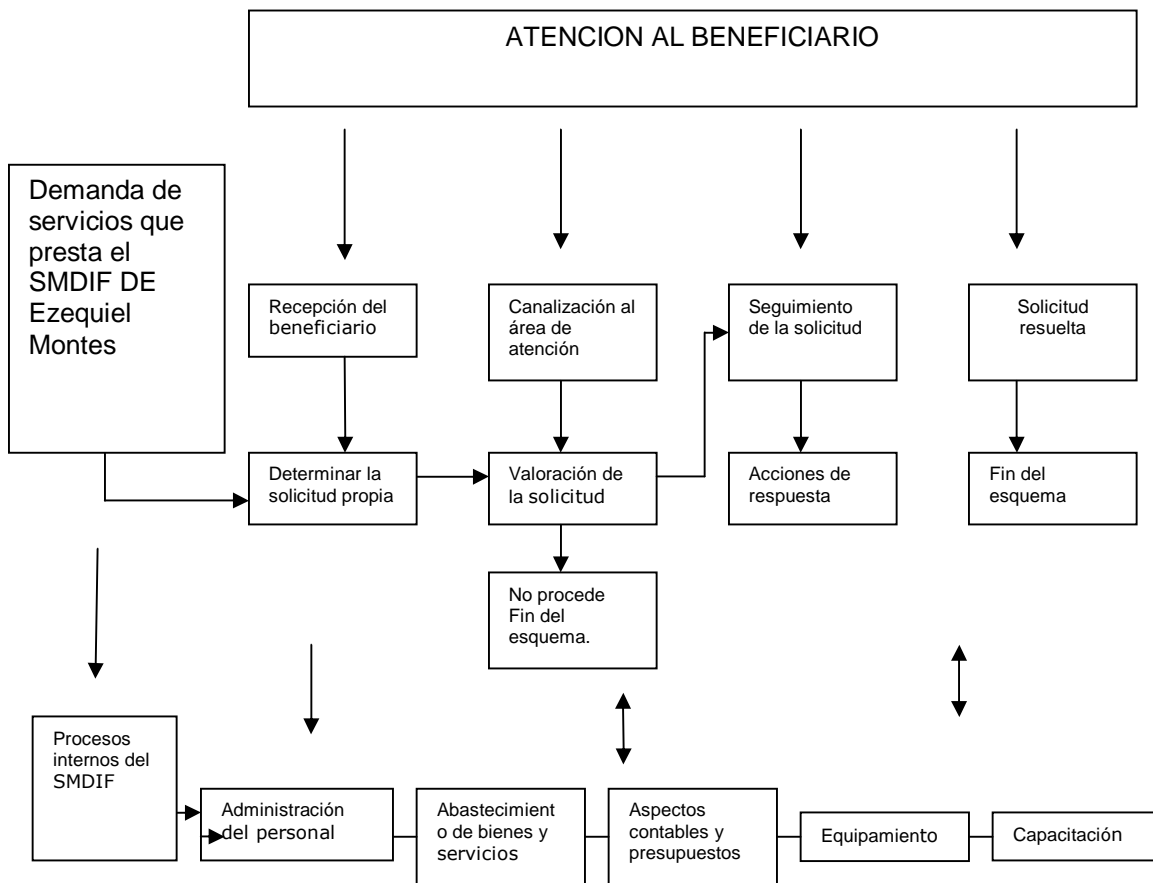 ATENCION AL BENEFICIARIO
Demanda de
servicios que
presta el
SMDIF DE
Ezequiel
Montes
Recepción del
beneficiario
Canalización al
área de
atención
Seguimiento
de la solicitud
Solicitud
resuelta
Determinar la
solicitud propia
Valoración de
la solicitud
Acciones de
respuesta
Fin del
esquema
No procede
Fin del
esquema.
Procesos
internos del
SMDIF
Administración
del personal
Abastecimient
o de bienes y
servicios
Aspectos
contables y
presupuestos
Equipamiento
Capacitación